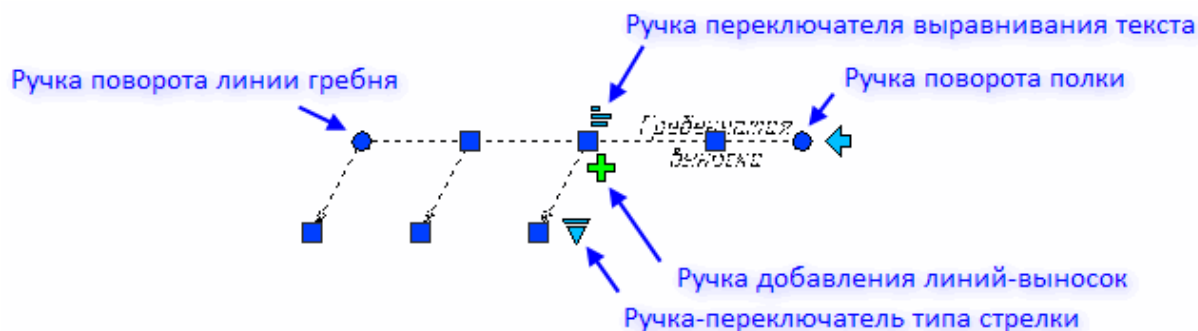 Ручка переключателя выравнивания текста
Ручка поворота линии гребня
Ручка поворота полки
Гребенчатая
выноска
Ручка добавления линий-выносок
Ручка-переключатель типа стрелки